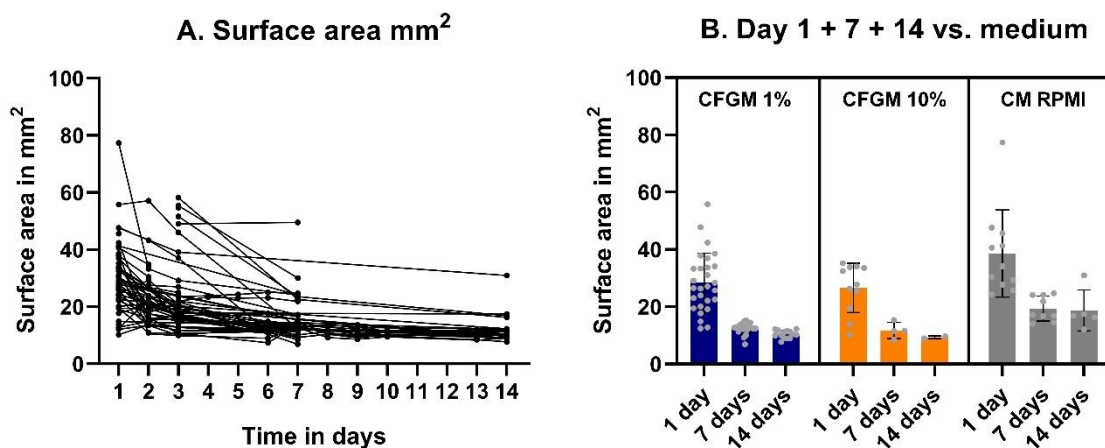 A. Surface area mm²
100
80
60
40
20
0
Surface area in mm²
1 2 3 4 5 6 7 8 9 10 11 12 13 14
Time in days
B. Day 1 + 7 + 14 vs. medium
100
80
60
40
20
0
Surface area in mm²
CFGM 1% CFGM 10% CM RPMI
1 day 7 days 14 days 1 day 7 days 14 days 1 day 7 days 14 days